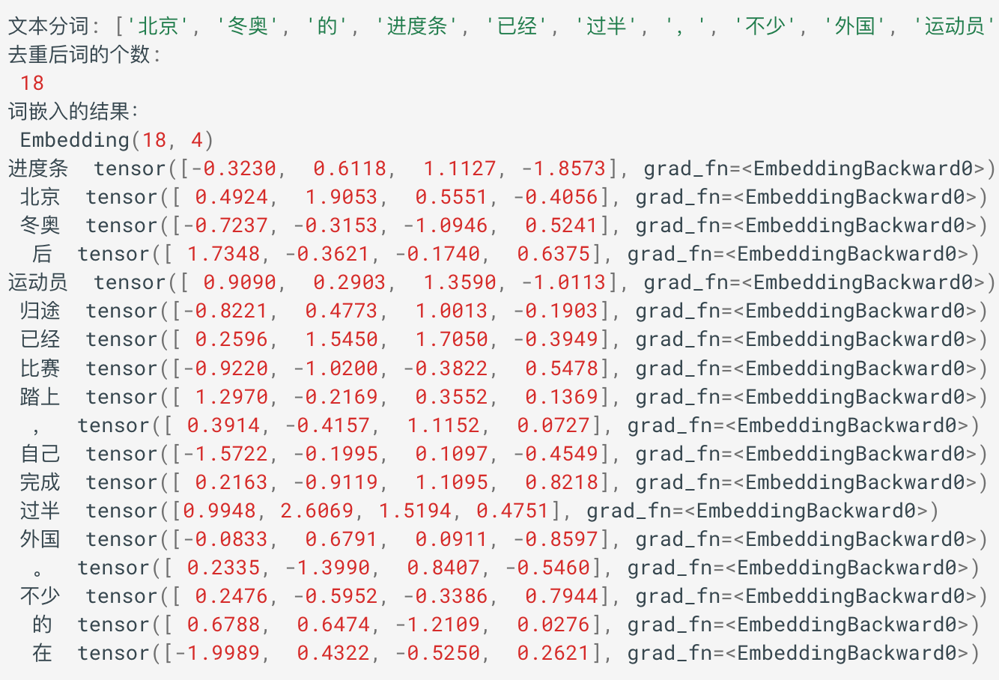 文本分词: ['北京', '冬奥', '的', '进度条', '已经', '过半', '，', '不少', '外国', '运动员'
去重后词的个数:
18
词嵌入的结果:
Embedding(18, 4)
进度条  tensor([-0.3230,  0.6118,  1.1127, -1.8573], grad_fn=<EmbeddingBackward0>)
北京  tensor([ 0.4924,  1.9053,  0.5551, -0.4056], grad_fn=<EmbeddingBackward0>)
冬奥  tensor([-0.7237, -0.3153, -1.0946,  0.5241], grad_fn=<EmbeddingBackward0>)
后  tensor([ 1.7348, -0.3621, -0.1740,  0.6375], grad_fn=<EmbeddingBackward0>)
运动员  tensor([ 0.9090,  0.2903,  1.3590, -1.0113], grad_fn=<EmbeddingBackward0>)
归途  tensor([-0.8221,  0.4773,  1.0013, -0.1903], grad_fn=<EmbeddingBackward0>)
已经  tensor([ 0.2596,  1.5450,  1.7050, -0.3949], grad_fn=<EmbeddingBackward0>)
比赛  tensor([-0.9220, -1.0200, -0.3822,  0.5478], grad_fn=<EmbeddingBackward0>)
踏上  tensor([ 1.2970, -0.2169,  0.3552,  0.1369], grad_fn=<EmbeddingBackward0>)
，  tensor([ 0.3914, -0.4157,  1.1152,  0.0727], grad_fn=<EmbeddingBackward0>)
自己  tensor([-1.5722, -0.1995,  0.1097, -0.4549], grad_fn=<EmbeddingBackward0>)
完成  tensor([ 0.2163, -0.9119,  1.1095,  0.8218], grad_fn=<EmbeddingBackward0>)
过半  tensor([0.9948, 2.6069, 1.5194, 0.4751], grad_fn=<EmbeddingBackward0>)
外国  tensor([-0.0833,  0.6791,  0.0911, -0.8597], grad_fn=<EmbeddingBackward0>)
。  tensor([ 0.2335, -1.3990,  0.8407, -0.5460], grad_fn=<EmbeddingBackward0>)
不少  tensor([ 0.2476, -0.5952, -0.3386,  0.7944], grad_fn=<EmbeddingBackward0>)
的  tensor([ 0.6788,  0.6474, -1.2109,  0.0276], grad_fn=<EmbeddingBackward0>)
在  tensor([-1.9989,  0.4322, -0.5250,  0.2621], grad_fn=<EmbeddingBackward0>)